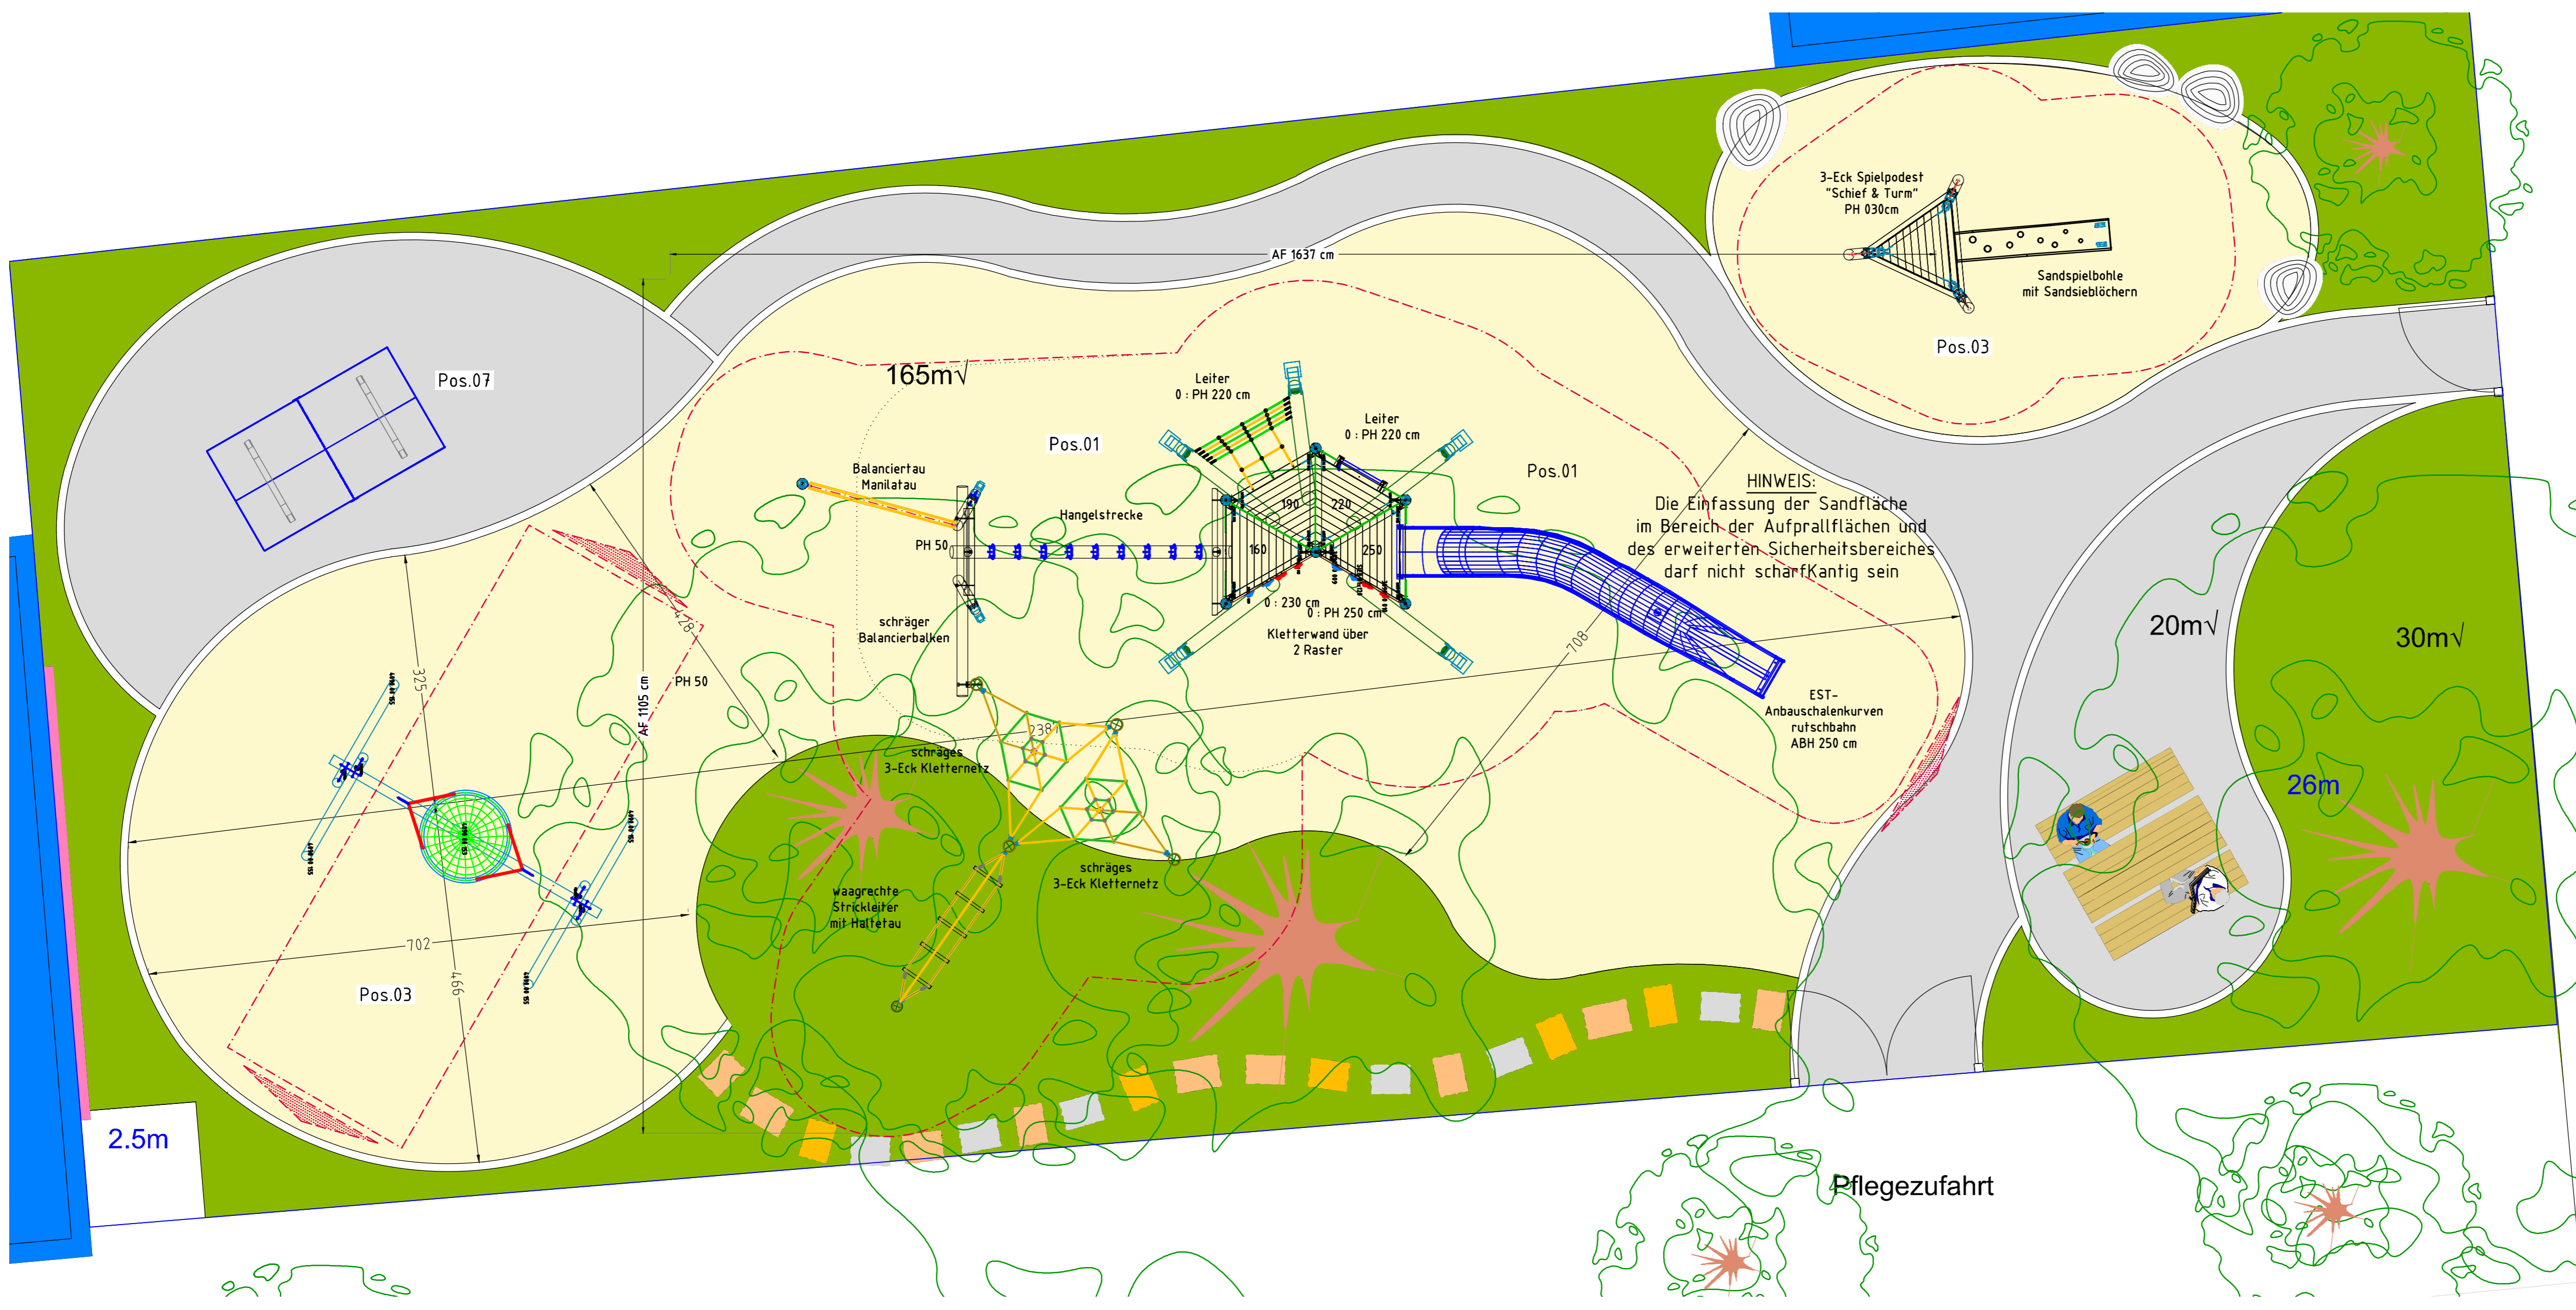 3-Eck Spielpodest
"Schief & Turm"
PH 030cm
AF 1637 cm
Sandspielbohle
mit Sandsieblöchern
Pos.03
Pos.07
165m√
Leiter
0 : PH 220 cm
Leiter
0 : PH 220 cm
Pos.01
Pos.01
Balanciertau
Manilatau
HINWEIS:
Die Einfassung der Sandfläche
im Bereich der Aufprallflächen und
des erweiterten Sicherheitsbereiches
darf nicht scharfKantig sein
Hangelstrecke
190
220
PH 50
160
250
0 : 230 cm
0 : PH 250 cm
Kletterwand über
2 Raster
schräger
Balancierbalken
428
708
20m√
30m√
325
AF 1105 cm
PH 50
EST-
Anbauschalenkurven
rutschbahn
ABH 250 cm
2387
schräges
3-Eck Kletternetz
26m
schräges
3-Eck Kletternetz
waagrechte
Strickleiter
mit Haltetau
702
466
Pos.03
2.5m
Pflegezufahrt